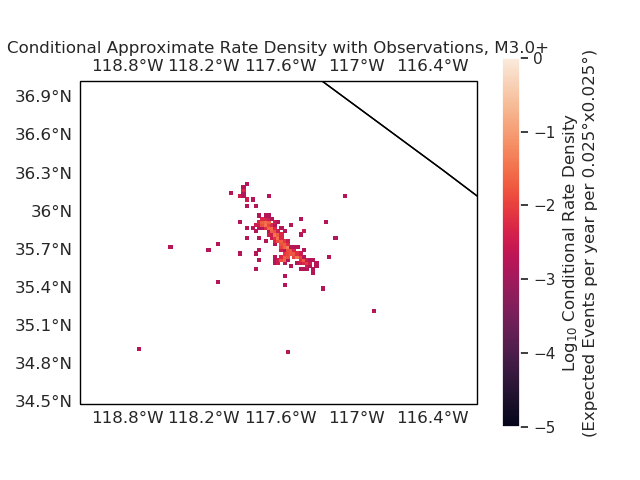 Conditional Approximate Rate Density with Observations, M3.0+
118.8°W 118.2°W 117.6°W 117°W 116.4°W
36.9°N
36.6°N
36.3°N
36°N
35.7°N
35.4°N
35.1°N
34.8°N
34.5°N
118.8°W 118.2°W 117.6°W 117°W 116.4°W
0
−1
−2
−3
−4
−5
Log₁₀ Conditional Rate Density
(Expected Events per year per 0.025°x0.025°)